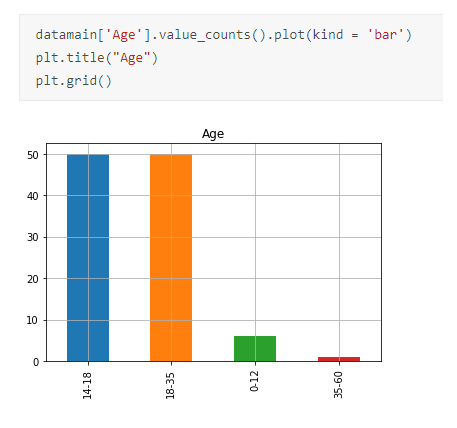 datamain['Age'].value_counts().plot(kind = 'bar')
plt.title("Age")
plt.grid()
Age
50
40
30
20
10
0
14-18
18-35
0-12
35-60